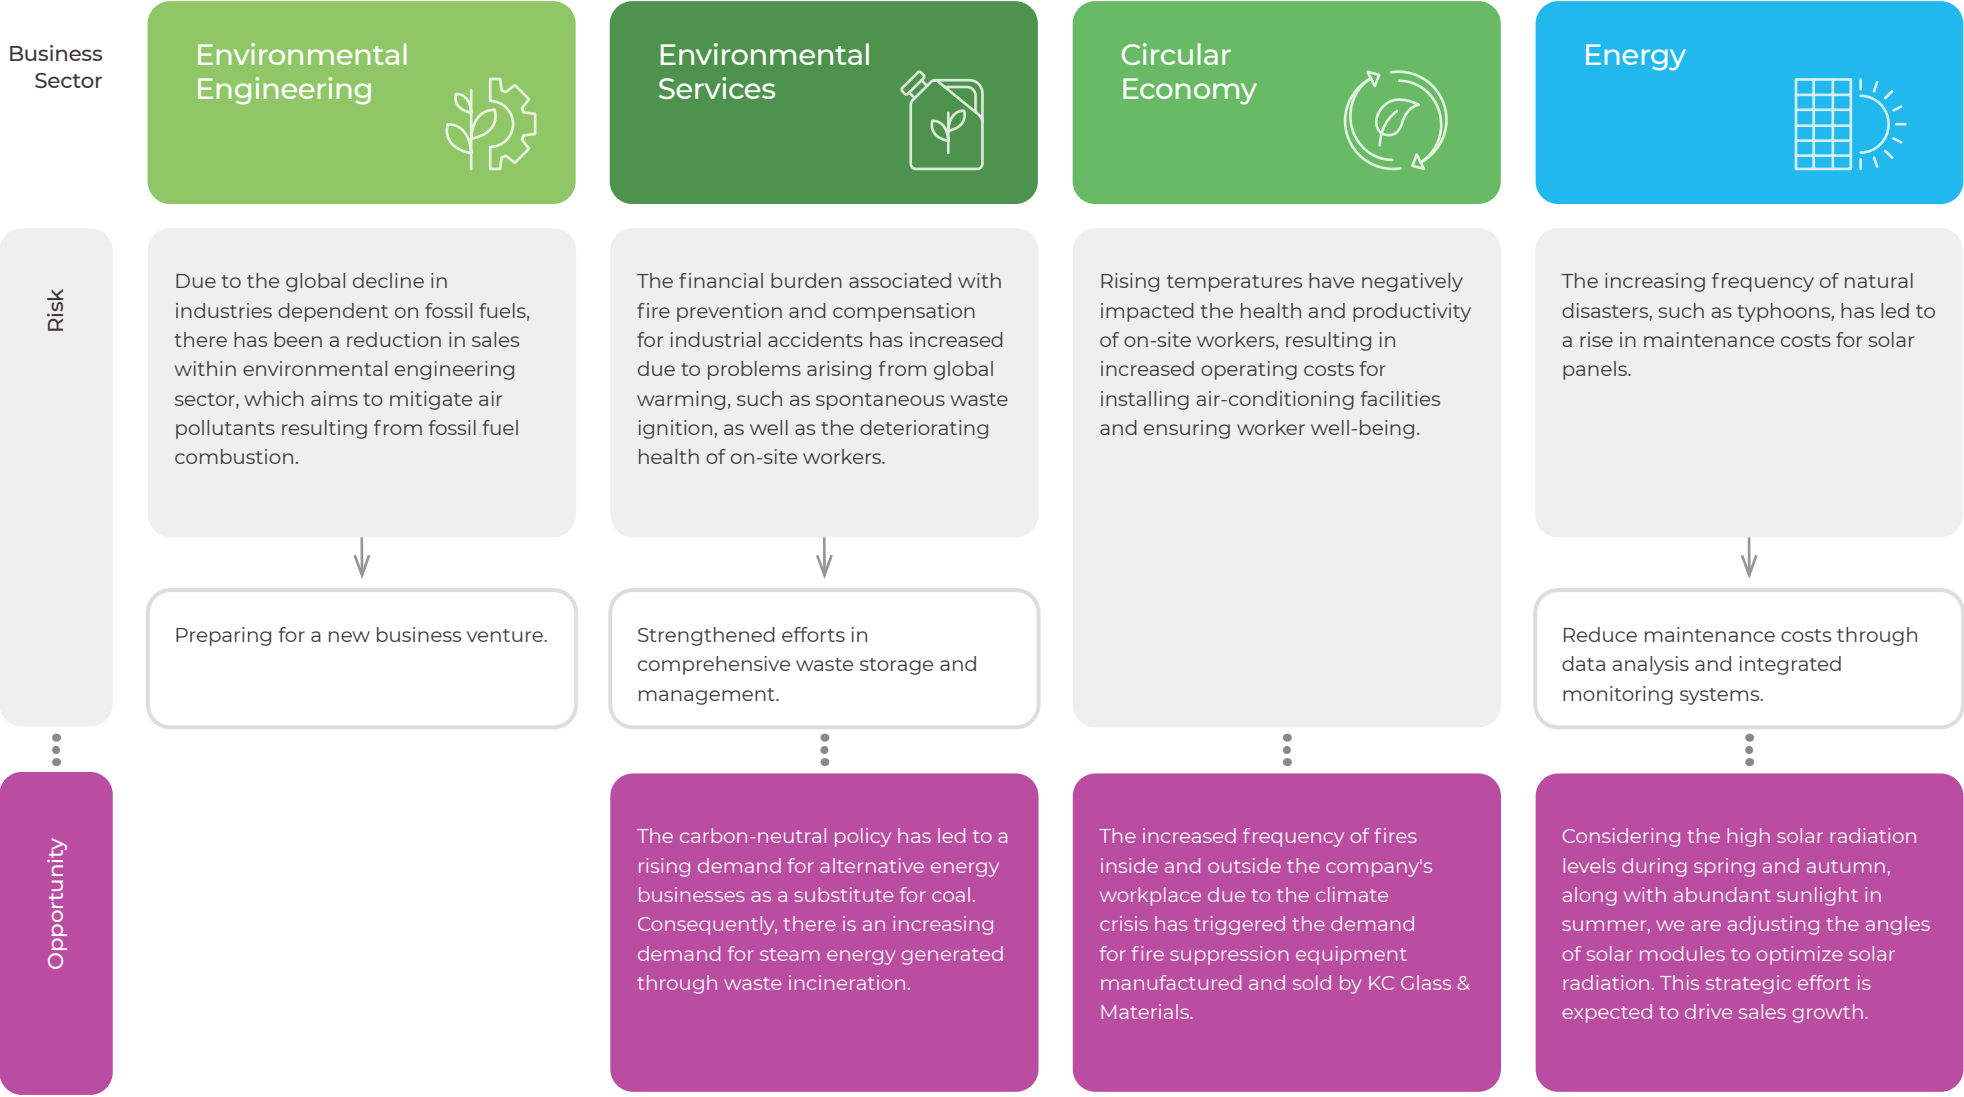 Business
Sector
Environmental
Engineering
Environmental
Services
Circular
Economy
Energy
Risk
Due to the global decline in
industries dependent on fossil fuels,
there has been a reduction in sales
within environmental engineering
sector, which aims to mitigate air
pollutants resulting from fossil fuel
combustion.
The financial burden associated with
fire prevention and compensation
for industrial accidents has increased
due to problems arising from global
warming, such as spontaneous waste
ignition, as well as the deteriorating
health of on-site workers.
Rising temperatures have negatively
impacted the health and productivity
of on-site workers, resulting in
increased operating costs for
installing air-conditioning facilities
and ensuring worker well-being.
The increasing frequency of natural
disasters, such as typhoons, has led to
a rise in maintenance costs for solar
panels.
Preparing for a new business venture.
Strengthened efforts in
comprehensive waste storage and
management.
Reduce maintenance costs through
data analysis and integrated
monitoring systems.
Opportunity
The carbon-neutral policy has led to a
rising demand for alternative energy
businesses as a substitute for coal.
Consequently, there is an increasing
demand for steam energy generated
through waste incineration.
The increased frequency of fires
inside and outside the company's
workplace due to the climate
crisis has triggered the demand
for fire suppression equipment
manufactured and sold by KC Glass &
Materials.
Considering the high solar radiation
levels during spring and autumn,
along with abundant sunlight in
summer, we are adjusting the angles
of solar modules to optimize solar
radiation. This strategic effort is
expected to drive sales growth.